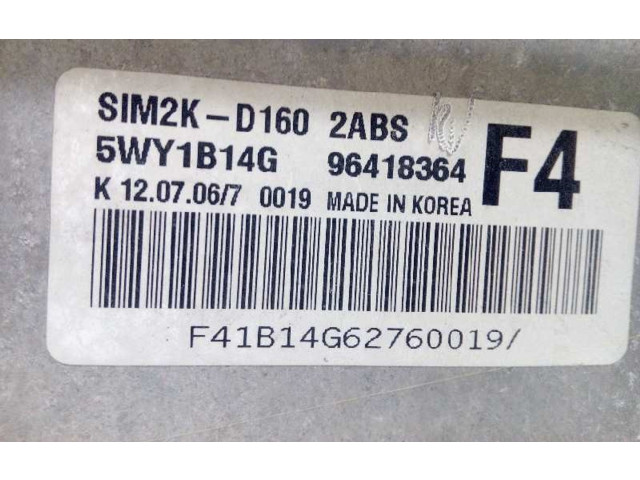 SIM2K-D160 2ABS
5WY1B14G 96418364 F4
K 12.07.06/7 0019 MADE IN KOREA
F41B14G62760019/